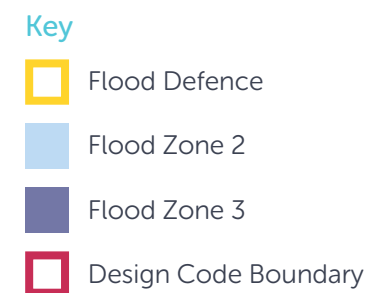 Key
Flood Defence
Flood Zone 2
Flood Zone 3
Design Code Boundary